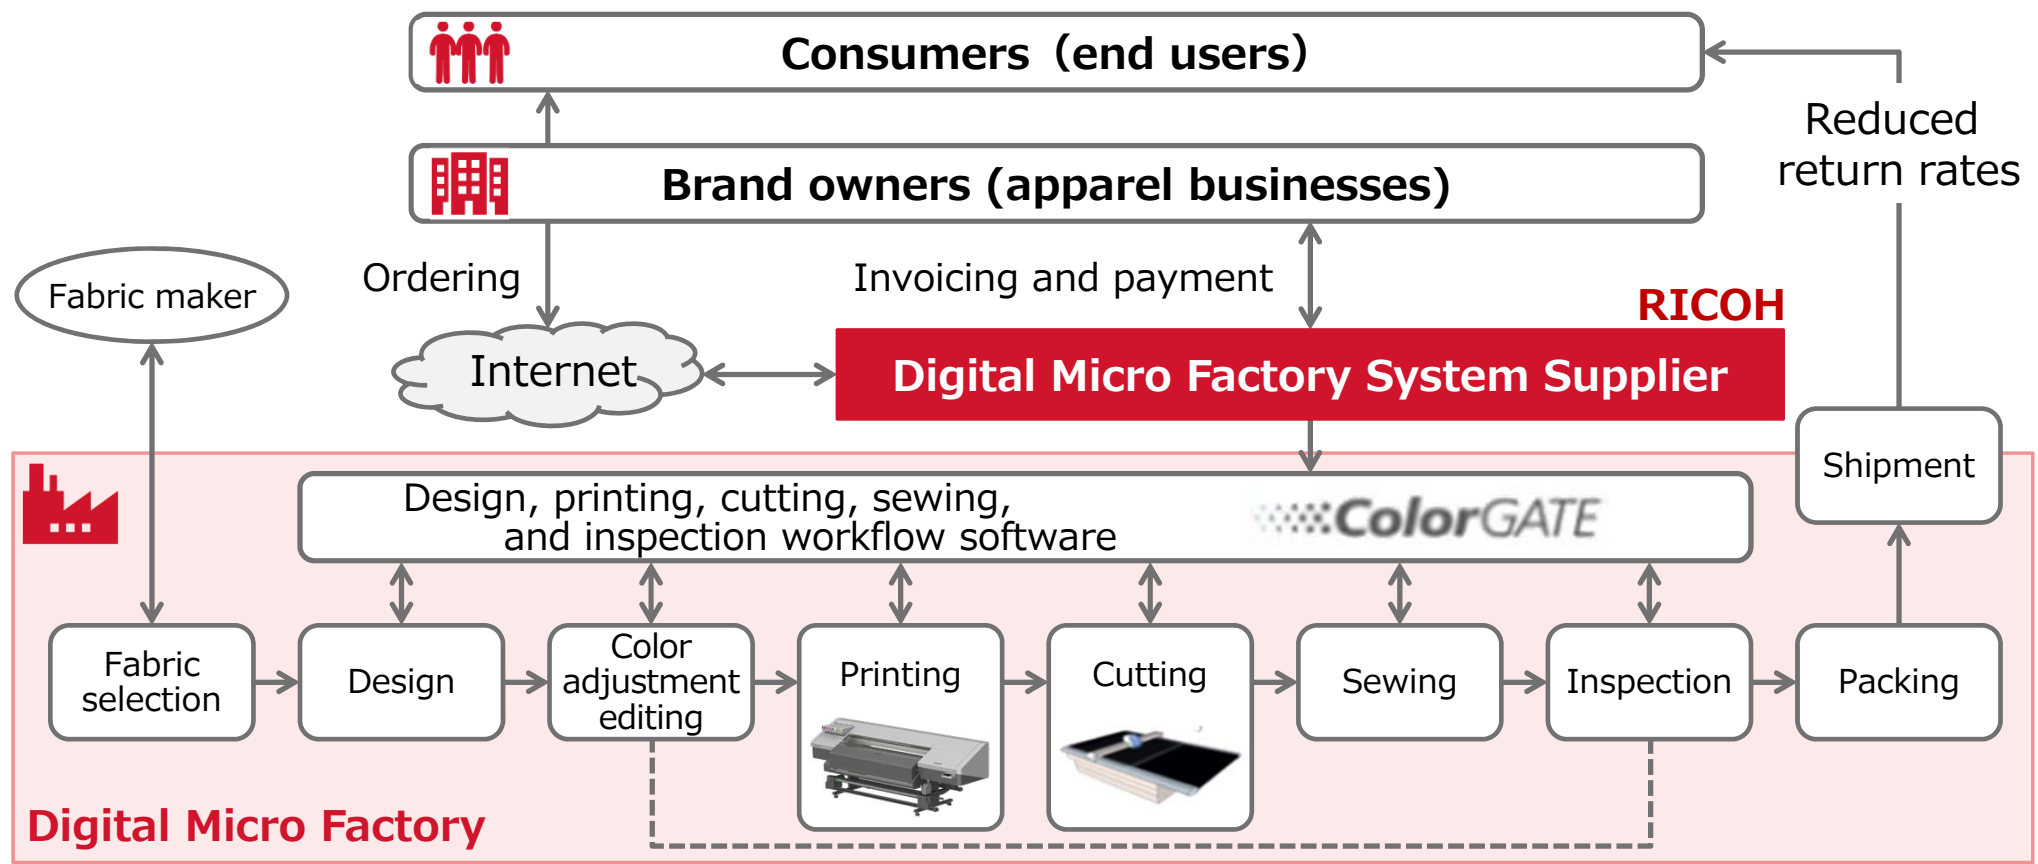 Consumers (end users)
Reduced
return rates
Brand owners (apparel businesses)
Fabric maker
Ordering
Invoicing and payment
RICOH
Internet
Digital Micro Factory System Supplier
Shipment
Design, printing, cutting, sewing,
and inspection workflow software
ColorGATE
Fabric
selection
Design
Color
adjustment
editing
Printing
Cutting
Sewing
Inspection
Packing
Digital Micro Factory